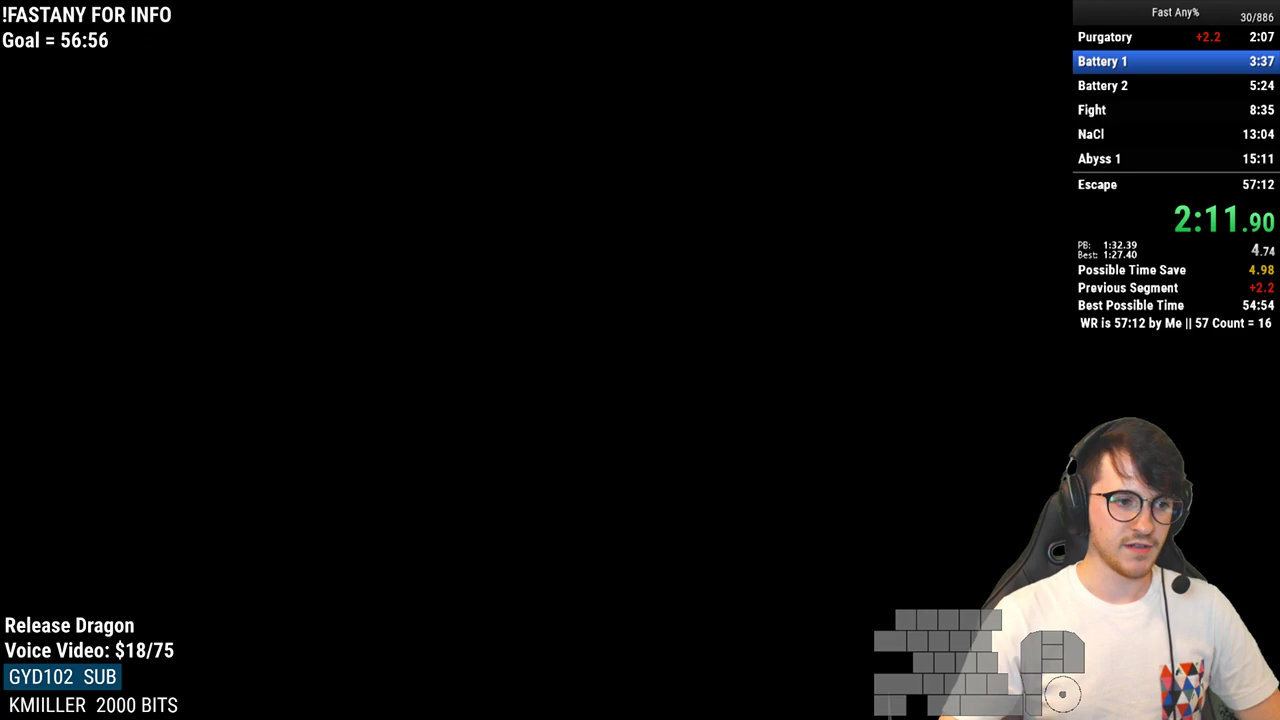 !FASTANY FOR INFO
Goal = 56:56
Fast Any%
30/886
Purgatory +2.2 2:07
Battery 1 3:37
Battery 2 5:24
Fight 8:35
NaCl 13:04
Abyss 1 15:11
Escape 57:12
2:11.90
PB: 1:32.39
Best: 1:27.40
4.74
Possible Time Save 4.98
Previous Segment +2.2
Best Possible Time 54:54
WR is 57:12 by Me || 57 Count = 16
Release Dragon
Voice Video: $18/75
GYD102 SUB
KMIILLER 2000 BITS